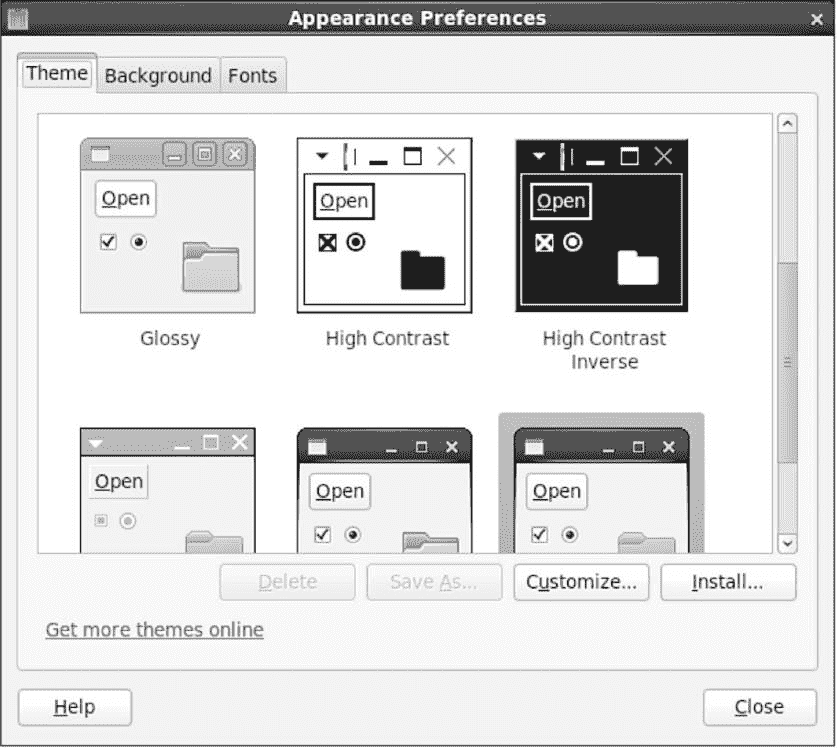 Appearance Preferences
Theme
Background
Fonts
Open
Open
Open
Glossy
High Contrast
High Contrast
Inverse
Open
Open
Open
Delete
Save As...
Customize...
Install...
Get more themes online
Help
Close